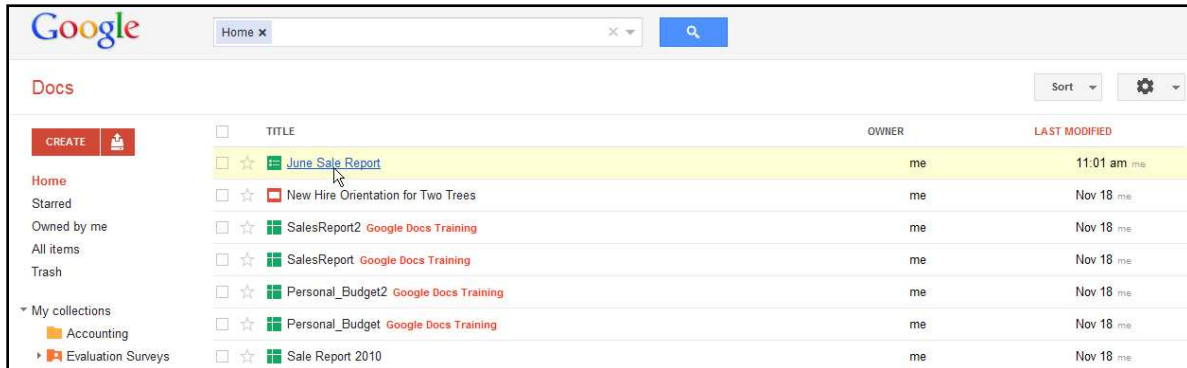 Google
Home x
Docs
Sort
CREATE
TITLE OWNER LAST MODIFIED
June Sale Report me 11:01 am me
Home
New Hire Orientation for Two Trees me Nov 18 me
Starred
Owned by me
SalesReport2 Google Docs Training me Nov 18 me
All items
SalesReport Google Docs Training me Nov 18 me
Trash
Personal_Budget2 Google Docs Training me Nov 18 me
My collections
Personal_Budget Google Docs Training me Nov 18 me
Accounting
Evaluation Surveys
Sale Report 2010 me Nov 18 me